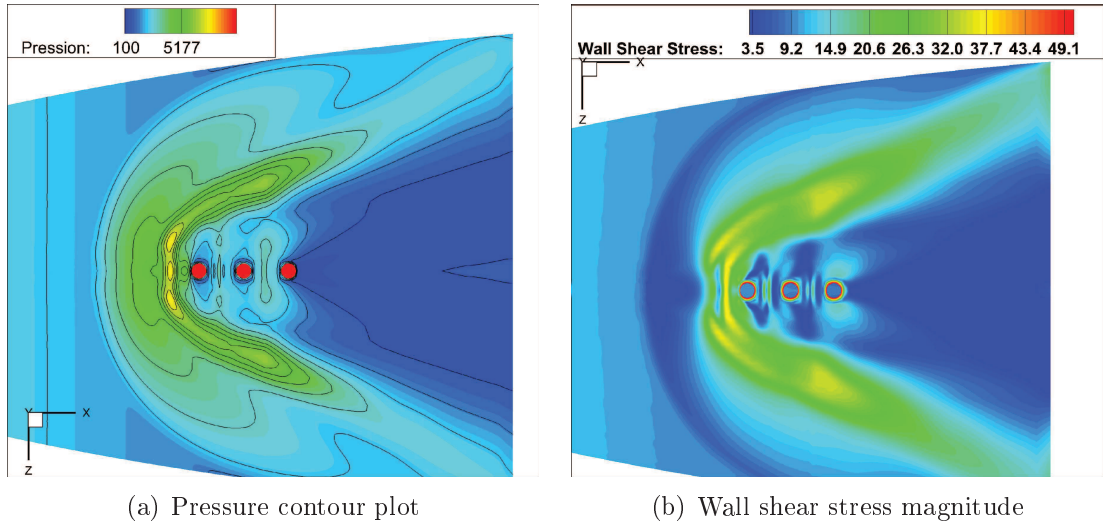 Pression: 100 5177
Y X
Z
(a) Pressure contour plot
Wall Shear Stress: 3.5 9.2 14.9 20.6 26.3 32.0 37.7 43.4 49.1
X
Z
(b) Wall shear stress magnitude